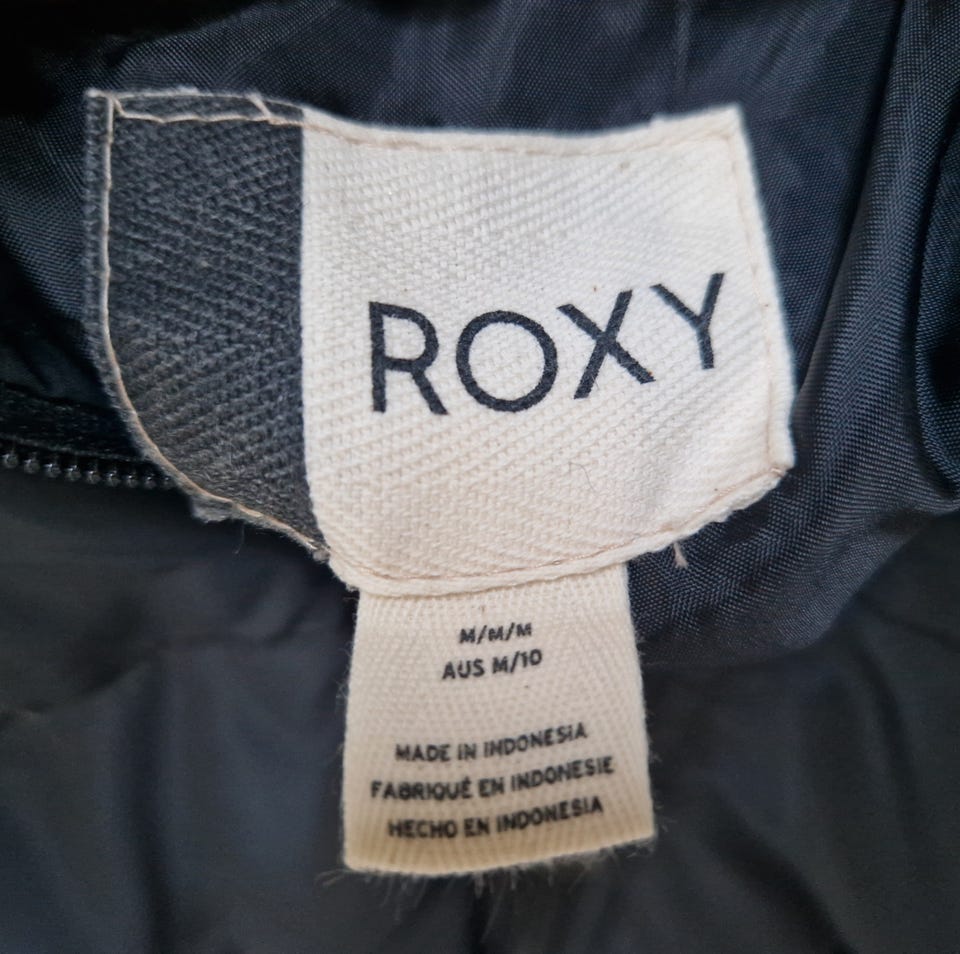 ROXY
M/M/M
AUS M/10
MADE IN INDONESIA
FABRIQUÉ EN INDONESIE
HECHO EN INDONESIA